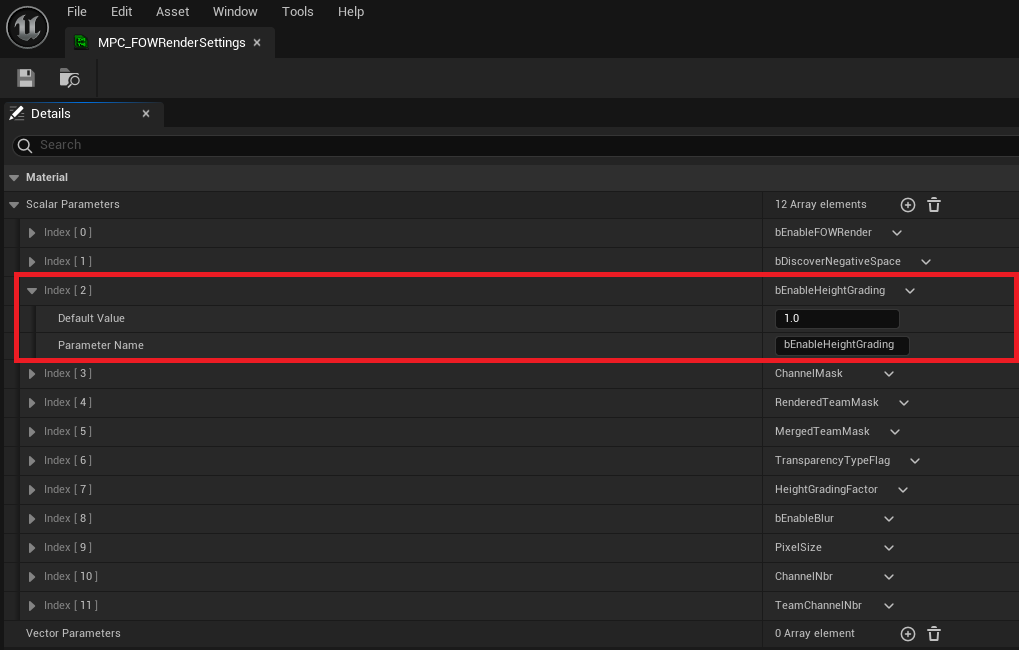 File Edit Asset Window Tools Help
MPC_FOWRenderSettings
Details
Search
Material
Scalar Parameters 12 Array elements
Index [ 0 ] bEnableFOWRender
Index [ 1 ] bDiscoverNegativeSpace
Index [ 2 ] bEnableHeightGrading
Default Value 1.0
Parameter Name bEnableHeightGrading
Index [ 3 ] ChannelMask
Index [ 4 ] RenderedTeamMask
Index [ 5 ] MergedTeamMask
Index [ 6 ] TransparencyTypeFlag
Index [ 7 ] HeightGradingFactor
Index [ 8 ] bEnableBlur
Index [ 9 ] PixelSize
Index [ 10 ] ChannelNbr
Index [ 11 ] TeamChannelNbr
Vector Parameters 0 Array element